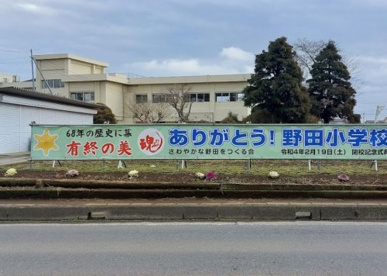 68年の歴史に幕
有終の美
魂
ありがとう！野田小学校
さわやかな野田をつくる会 令和4年2月19日(土) 閉校記念式典